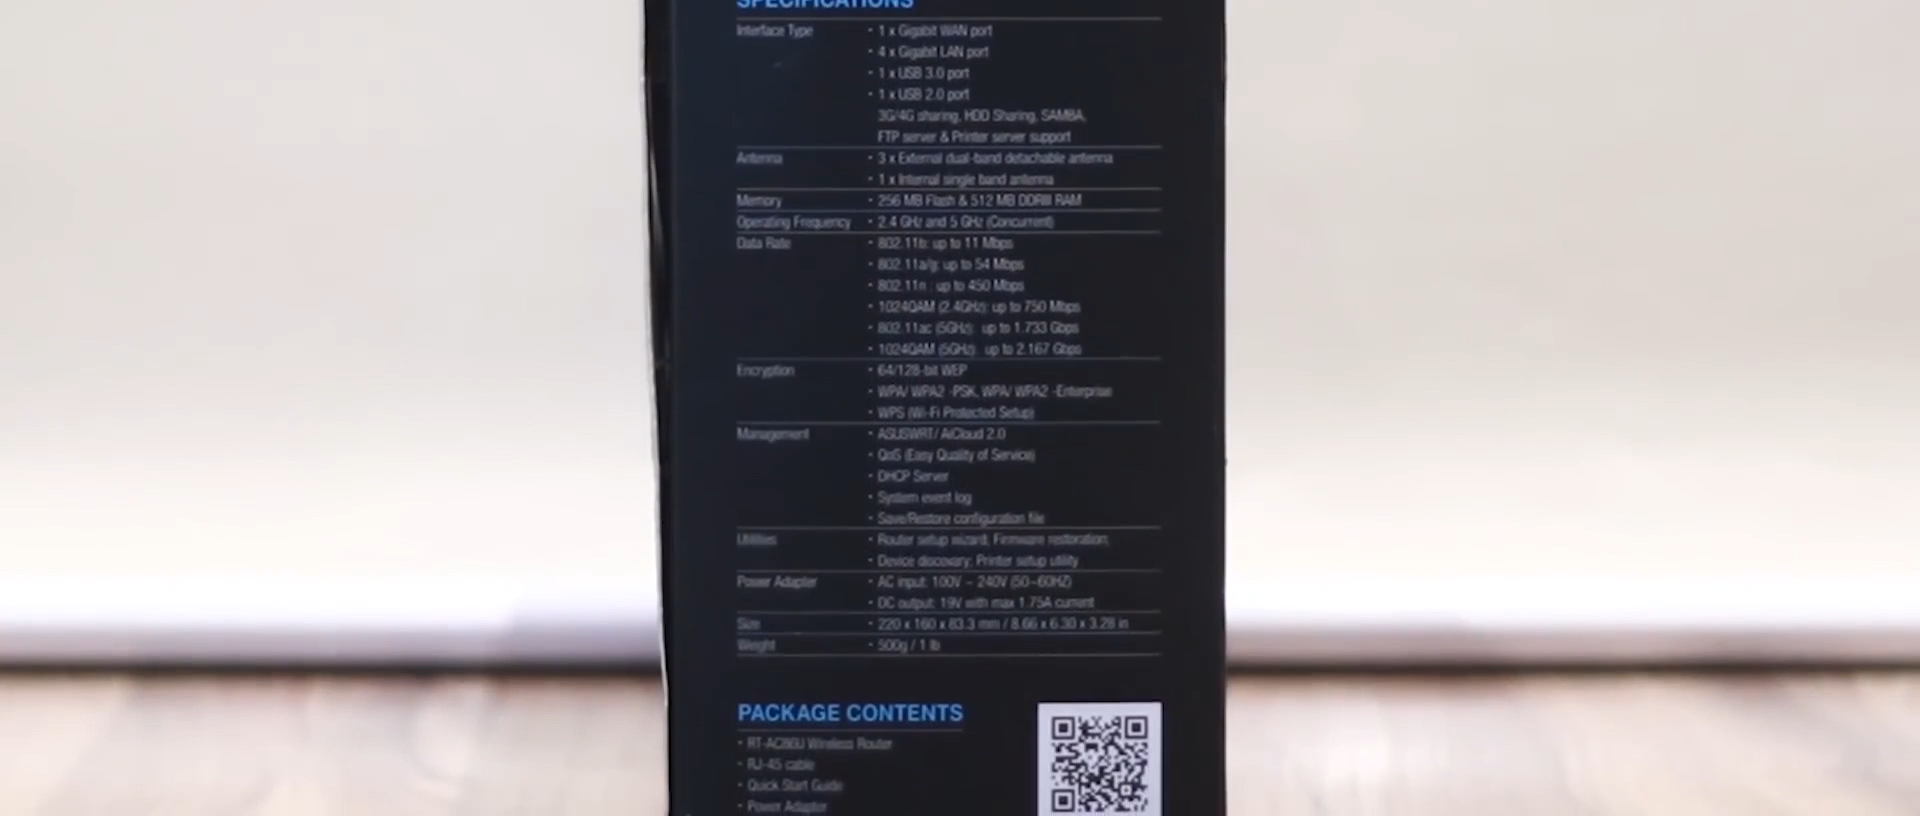 SPECIFICATIONS
Interface Type • 1 x Gigabit WAN port
• 4 x Gigabit LAN port
• 1 x USB 3.0 port
• 1 x USB 2.0 port
3G/4G sharing, HDD Sharing, SAMBA,
FTP server & Printer server support
Antenna • 3 x External dual-band detachable antenna
• 1 x Internal single band antenna
Memory • 256 MB Flash & 512 MB DDRIII RAM
Operating Frequency • 2.4 GHz and 5 GHz (Concurrent)
Data Rate • 802.11b: up to 11 Mbps
• 802.11a/g: up to 54 Mbps
• 802.11n : up to 450 Mbps
• 1024QAM (2.4GHz): up to 750 Mbps
• 802.11ac (5GHz): up to 1.733 Gbps
• 1024QAM (5GHz): up to 2.167 Gbps
Encryption • 64/128-bit WEP
• WPA/ WPA2 -PSK, WPA/ WPA2 -Enterprise
• WPS (Wi-Fi Protected Setup)
Management • ASUSWRT/ AiCloud 2.0
• QoS (Easy Quality of Service)
• DHCP Server
• System event log
• Save/Restore configuration file
Utilities • Router setup wizard; Firmware restoration;
• Device discovery; Printer setup utility
Power Adapter • AC input: 100V ~ 240V (50~60HZ)
• DC output: 19V with max 1.75A current
Size • 220 x 160 x 83.3 mm / 8.66 x 6.30 x 3.28 in
Weight • 500g / 1 lb
PACKAGE CONTENTS
• RT-AC86U Wireless Router
• RJ-45 cable
• Quick Start Guide
• Power Adapter